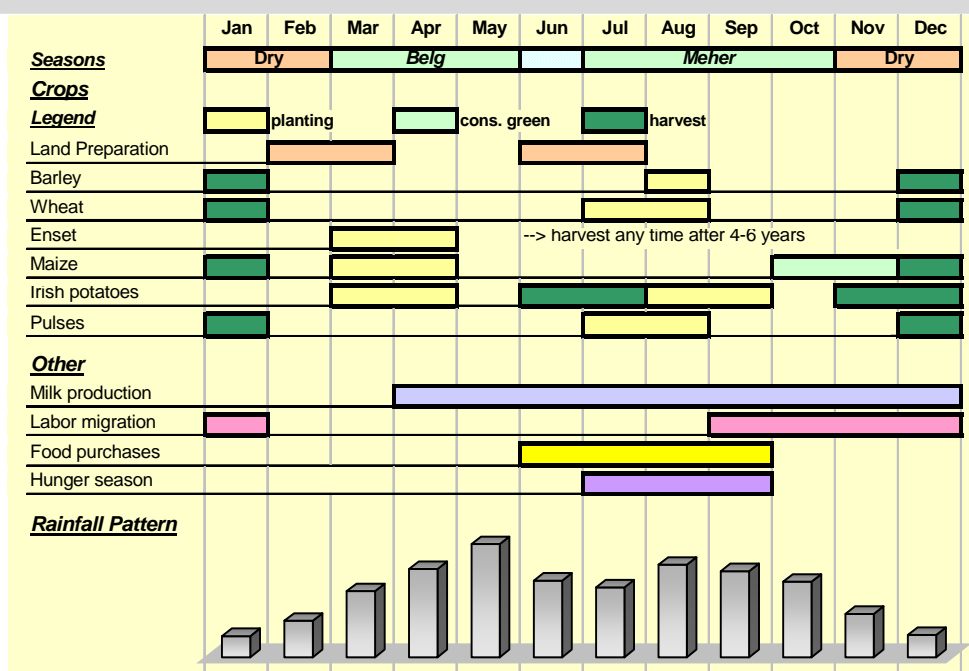 Jan Feb Mar Apr May Jun Jul Aug Sep Oct Nov Dec
Seasons Dry Belg Meher Dry
Crops
Legend planting cons. green harvest
Land Preparation
Barley
Wheat
Enset --> harvest any time after 4-6 years
Maize
Irish potatoes
Pulses
Other
Milk production
Labor migration
Food purchases
Hunger season
Rainfall Pattern